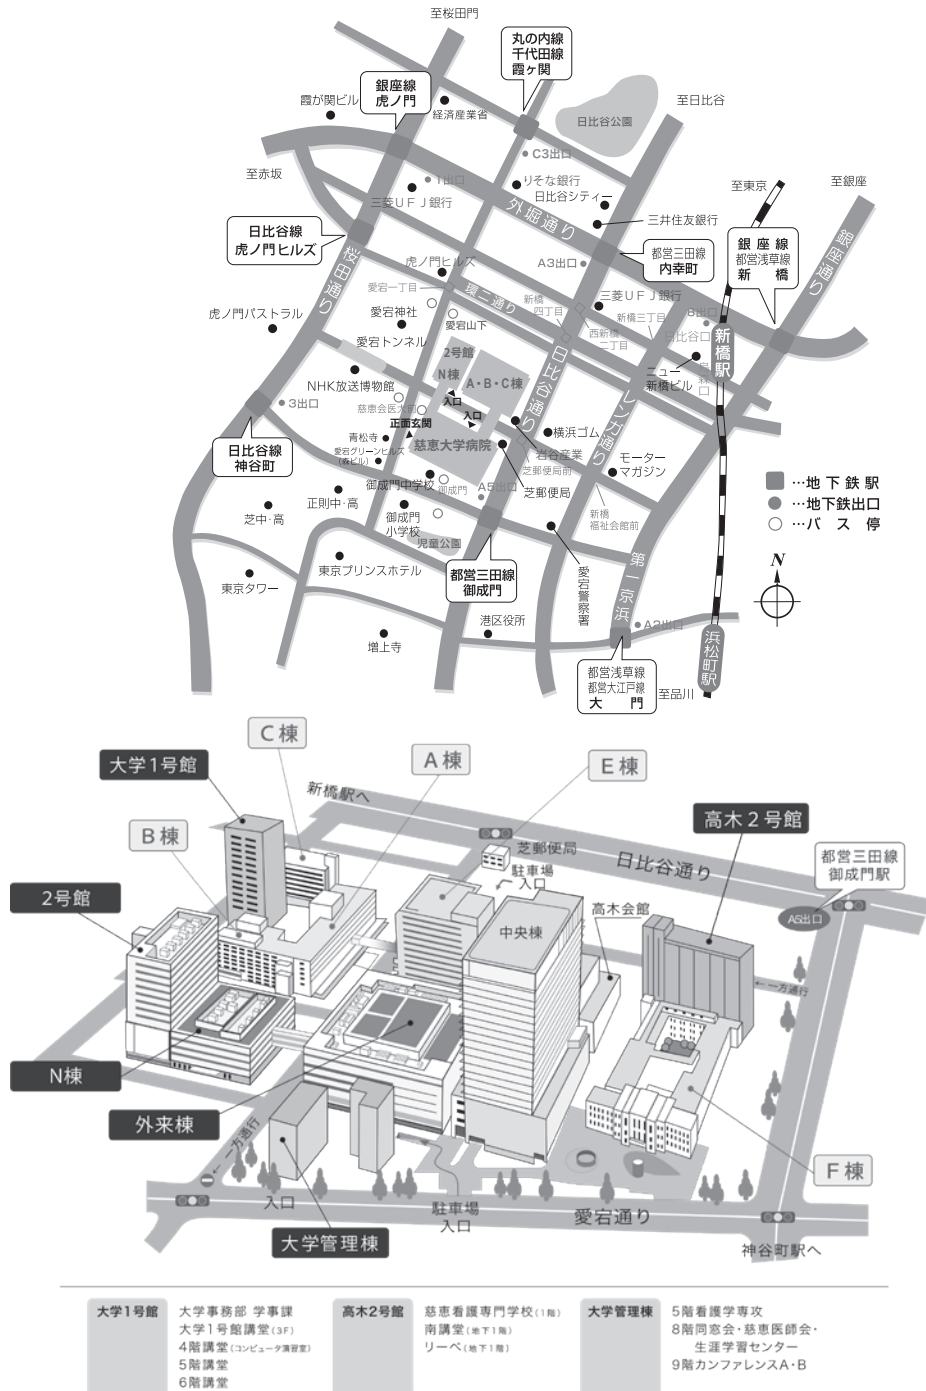 至桜田門
丸の内線
千代田線
霞ヶ関
銀座線
虎ノ門
霞が関ビル
経済産業省
日比谷公園
至日比谷
C3出口
至赤坂
1出口
三菱UFJ銀行
りそな銀行
日比谷シティー
至東京
至銀座
外堀通り
三井住友銀行
日比谷線
虎ノ門ヒルズ
桜田通り
虎ノ門ヒルズ
A3出口
都営三田線
内幸町
銀座線
都営浅草線
新橋
銀座通り
愛宕一丁目
環二通り
新橋
四丁目
三菱UFJ銀行
新橋三丁目
8出口
日比谷口
虎ノ門パストラル
愛宕神社
愛宕山下
愛宕トンネル
西新橋
二丁目
新橋駅
2号館
N棟
A・B・C棟
日比谷通り
ニュー
新橋ビル
NHK放送博物館
入口
入口
レンガ通り
3出口
慈恵会医大前
正面玄関
横浜ゴム
日比谷線
神谷町
青松寺
愛宕グリーンヒルズ
(森ビル)
慈恵大学病院
岩谷産業
芝郵便局前
モーター
マガジン
御成門中学校
御成門
A5出口
芝郵便局
…地下鉄駅
…地下鉄出口
…バス停
芝中・高
正則中・高
御成門
小学校
児童公園
新橋
福祉会館前
東京タワー
東京プリンスホテル
都営三田線
御成門
愛宕警察署
第一京浜
N
増上寺
港区役所
A2出口
浜松町駅
都営浅草線
都営大江戸線
大門
至品川
C棟
大学1号館
A棟
E棟
新橋駅へ
高木2号館
B棟
芝郵便局
日比谷通り
都営三田線
御成門駅
駐車場
入口
2号館
高木会館
A5出口
中央棟
←一方通行
N棟
外来棟
←一方通行
F棟
入口
駐車場
入口
愛宕通り
大学管理棟
神谷町駅へ
大学1号館
大学事務部 学事課
大学1号館講堂(3F)
4階講堂(コンピュータ演習室)
5階講堂
6階講堂
高木2号館
慈恵看護専門学校(1階)
南講堂(地下1階)
リーベ(地下1階)
大学管理棟
5階看護学専攻
8階同窓会・慈恵医師会・
生涯学習センター
9階カンファレンスA・B